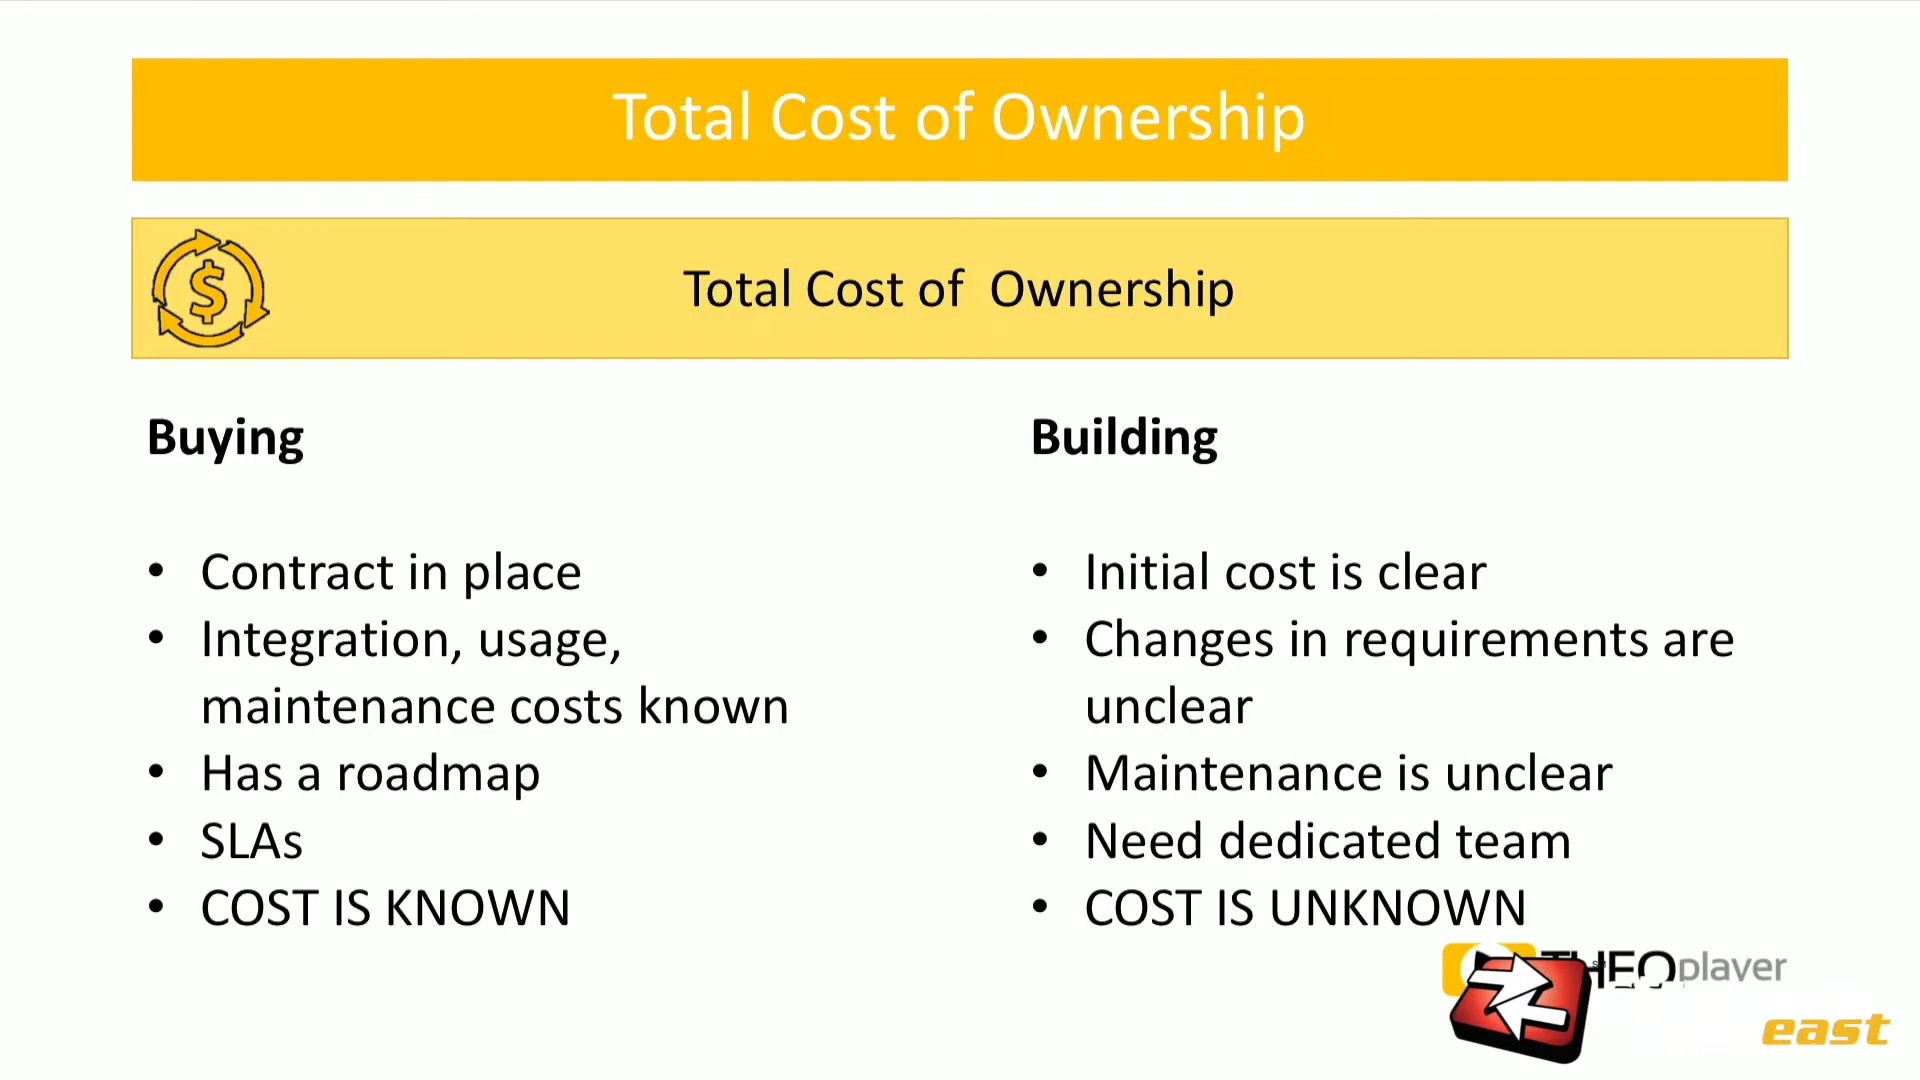 Total Cost of Ownership
$
Total Cost of Ownership
Buying
• Contract in place
• Integration, usage,
maintenance costs known
• Has a roadmap
• SLAs
• COST IS KNOWN
Building
• Initial cost is clear
• Changes in requirements are
unclear
• Maintenance is unclear
• Need dedicated team
• COST IS UNKNOWN
THEOplayer
east